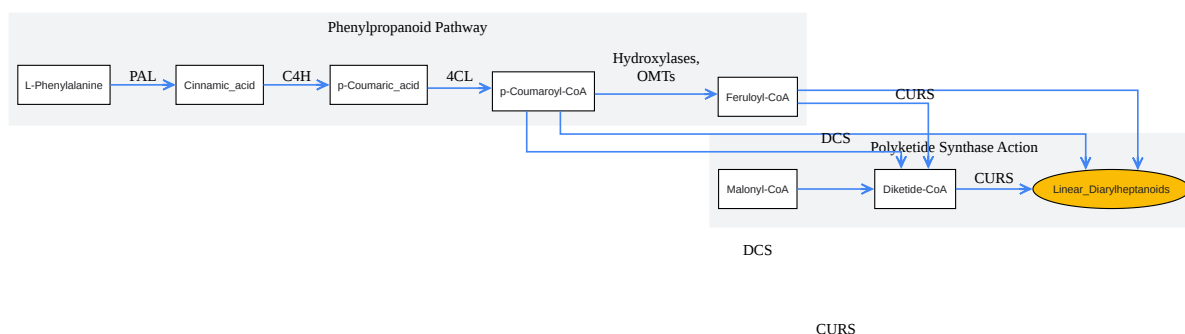 Phenylpropanoid Pathway
L-Phenylalanine
PAL
Cinnamic_acid
C4H
p-Coumaric_acid
4CL
p-Coumaroyl-CoA
Hydroxylases,
OMTs
Feruloyl-CoA
CURS
DCS
Polyketide Synthase Action
Malonyl-CoA
Diketide-CoA
CURS
Linear_Diarylheptanoids
DCS
CURS